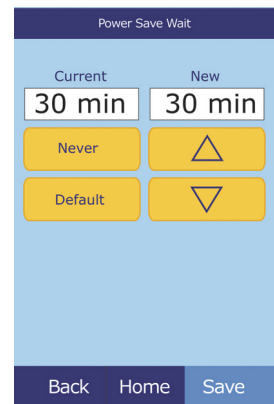 Power Save Wait
Current New
30 min 30 min
Never
Default
Back Home Save